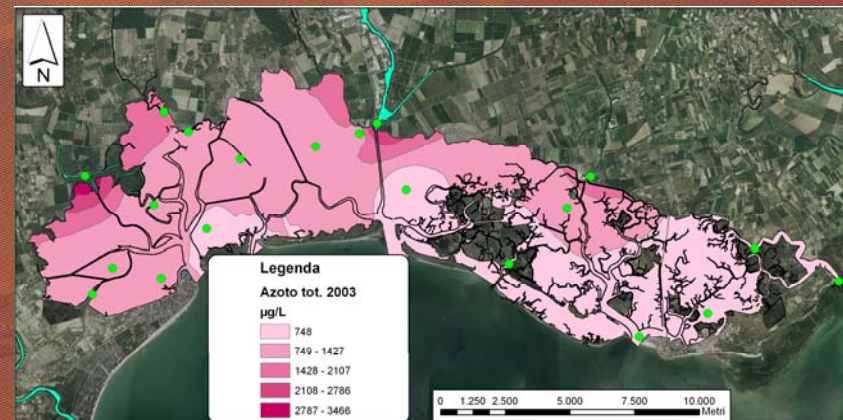 N
Legenda
Azoto tot. 2003
µg/L
748
749 - 1427
1428 - 2107
2108 - 2786
2787 - 3466
0 1.250 2.500 5.000 7.500 10.000
Metri